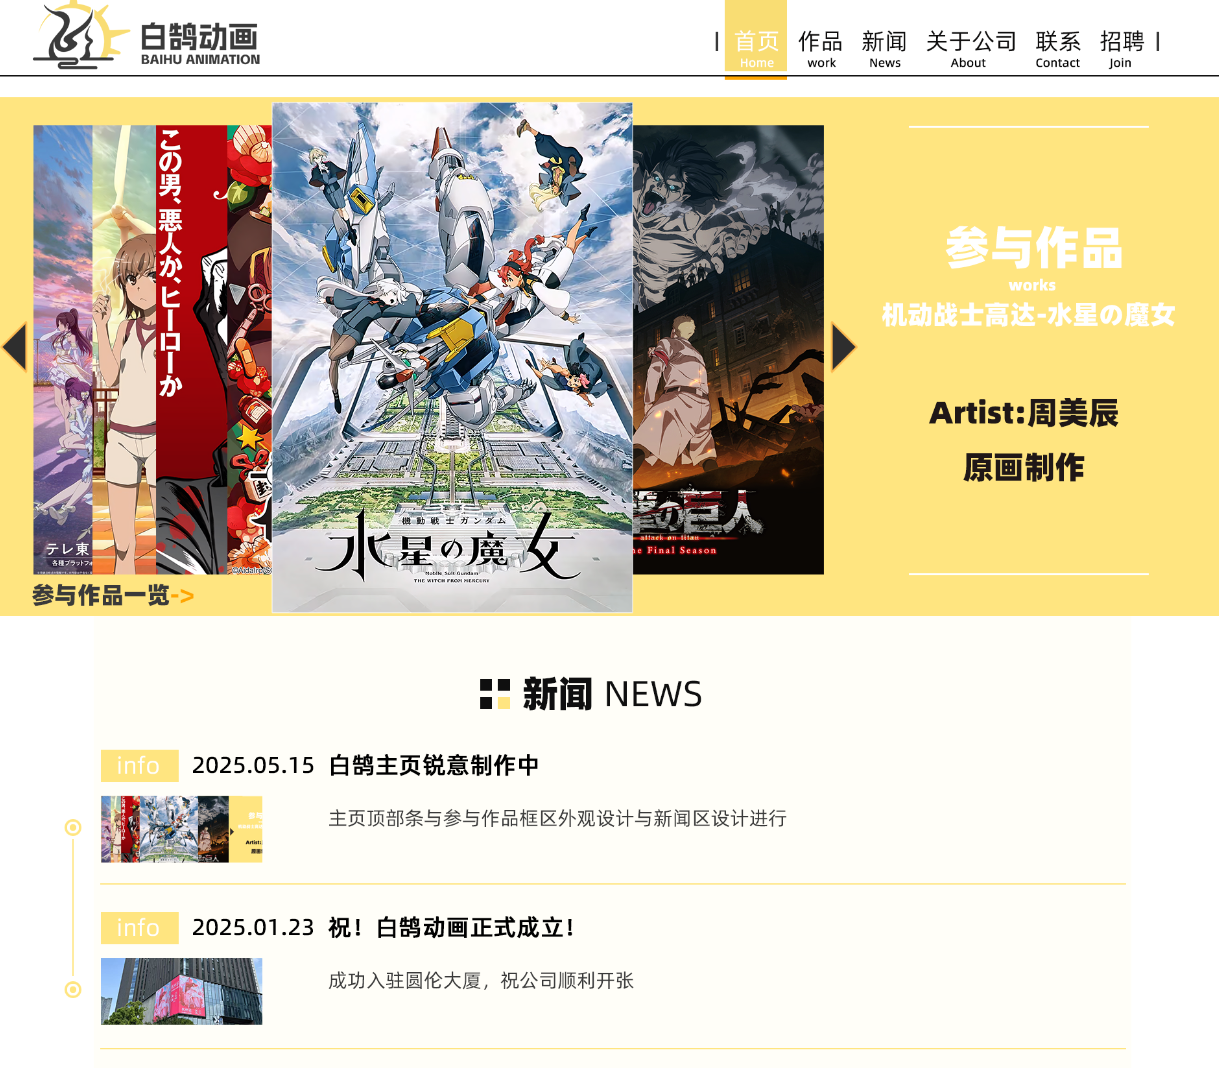 白鹄动画
BAIHU ANIMATION
首页 作品 新闻 关于公司 联系 招聘
Home work News About Contact Join
この男、悪人か、ヒーローか
テレ東
機動戦士ガンダム
水星の魔女
Mobile Suit Gundam
THE WITCH FROM MERCURY
の巨人
attack on titan
he Final Season
参与作品
works
机动战士高达-水星の魔女
Artist:周美辰
原画制作
参与作品一览->
新闻 NEWS
info 2025.05.15 白鹄主页锐意制作中
主页顶部条与参与作品框区外观设计与新闻区设计进行
info 2025.01.23 祝！白鹄动画正式成立！
成功入驻圆伦大厦，祝公司顺利开张